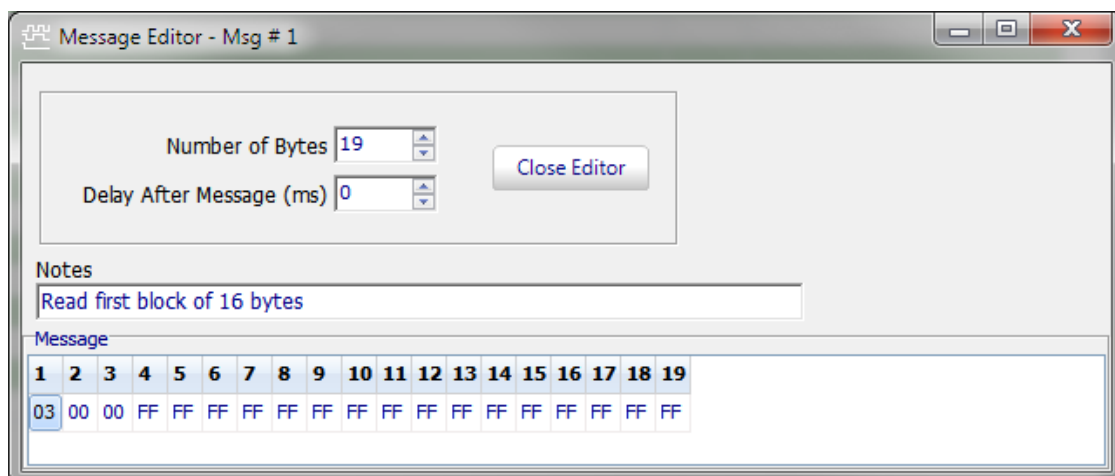 Message Editor - Msg # 1
Number of Bytes 19
Close Editor
Delay After Message (ms) 0
Notes
Read first block of 16 bytes
Message
1 2 3 4 5 6 7 8 9 10 11 12 13 14 15 16 17 18 19
03 00 00 FF FF FF FF FF FF FF FF FF FF FF FF FF FF FF FF